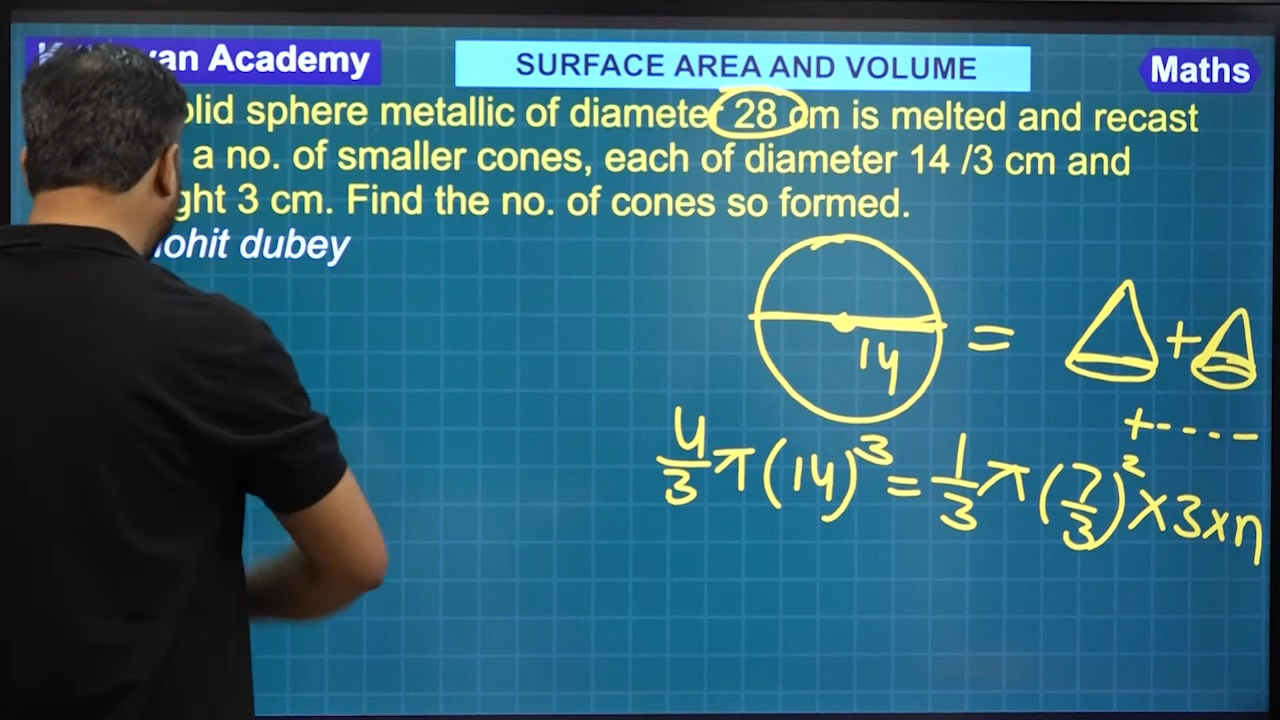 van Academy
SURFACE AREA AND VOLUME
Maths
olid sphere metallic of diameter 28 cm is melted and recast
a no. of smaller cones, each of diameter 14 /3 cm and
ght 3 cm. Find the no. of cones so formed.
ohit dubey
14
= +
+----
4/3 π (14)³ = 1/3 π (7/3)² × 3 × n